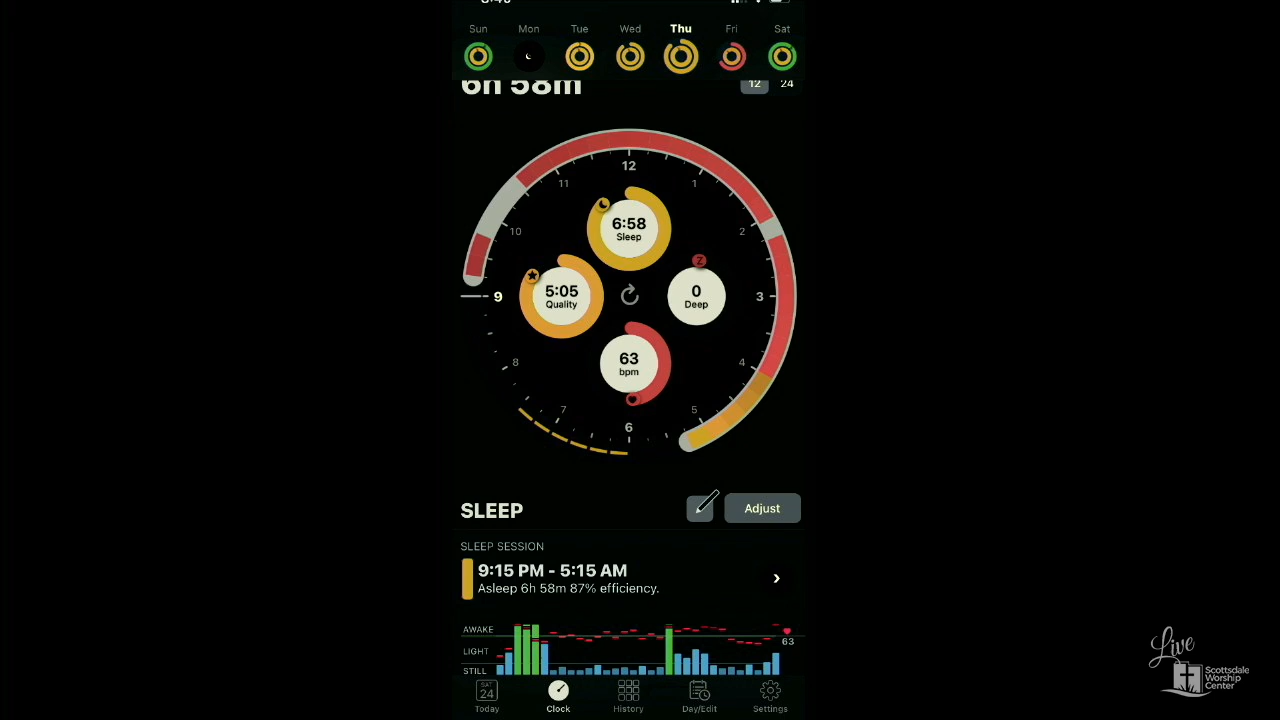 Sun Mon Tue Wed Thu Fri Sat
6h 58m
12 24
12
11 1
10 2
9 3
8 4
7 5
6
6:58
Sleep
5:05
Quality
Z
0
Deep
63
bpm
SLEEP
Adjust
SLEEP SESSION
9:15 PM - 5:15 AM
Asleep 6h 58m 87% efficiency.
AWAKE
63
LIGHT
STILL
SAT
24
Today Clock History Day/Edit Settings
Live
Scottsdale
Worship
Center